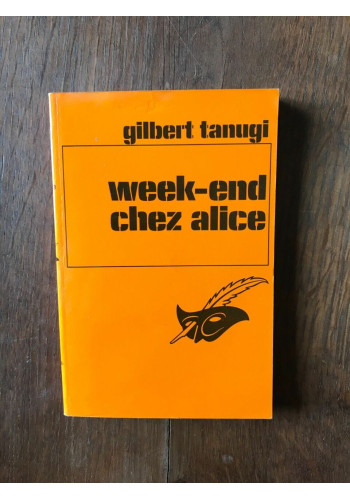 gilbert tanugi
week-end
chez alice